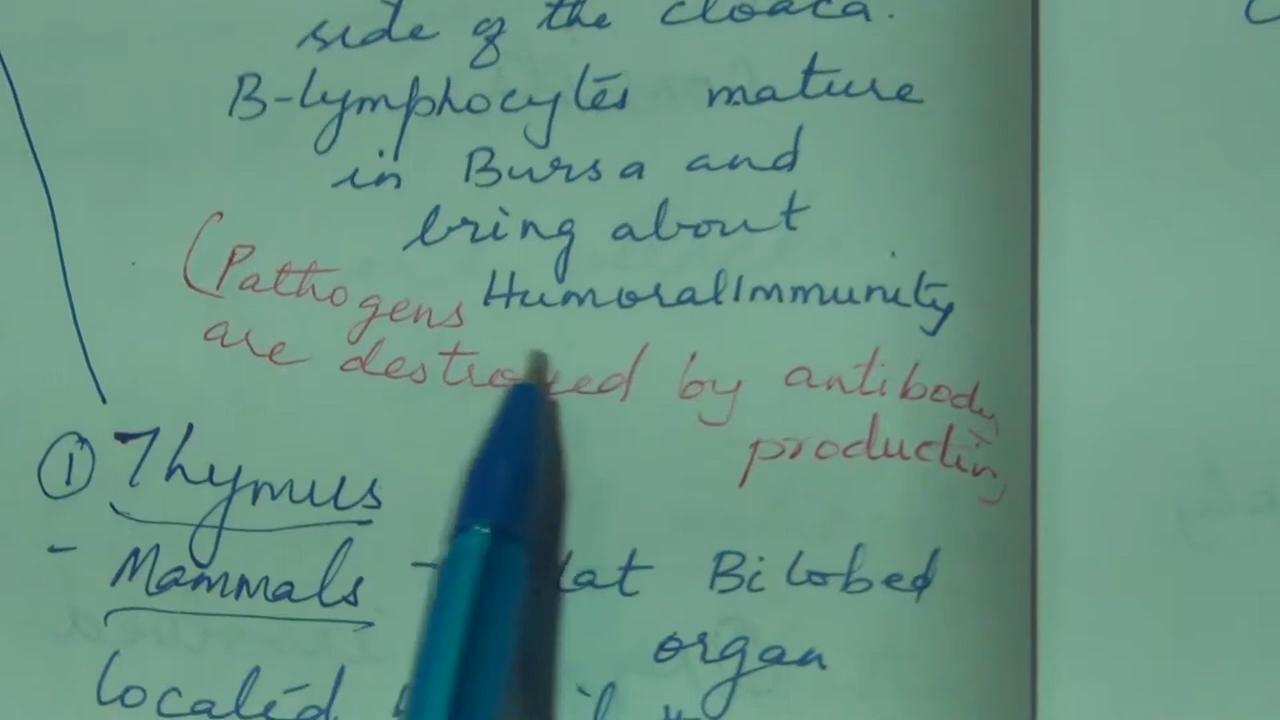 side of the cloaca.
B-lymphocytes mature
in Bursa and
bring about
Humoral Immunity
(Pathogens
are destroyed by antibody
production)
① Thymus
- Mammals - Bilobed
organ
located